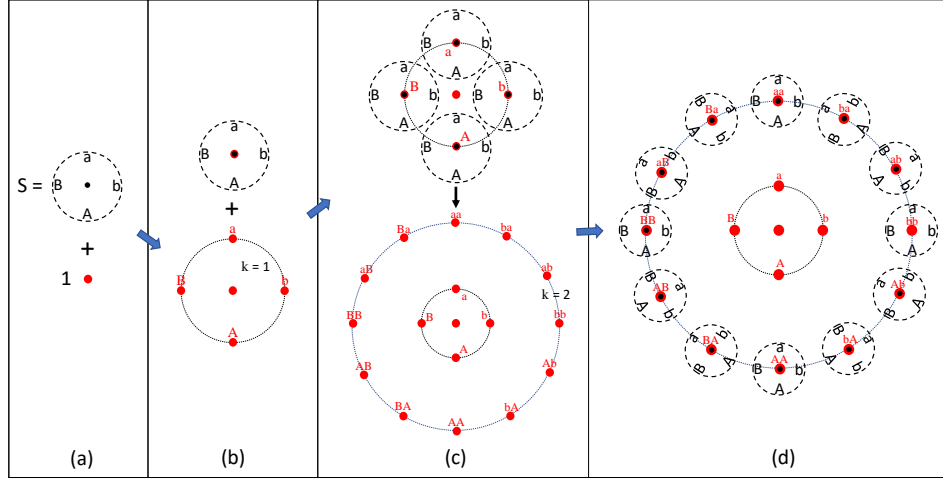 a
S = B b
A
+
1
(a)
a
B b
A
+
a
k = 1
B b
A
(b)
a
B b
a
A
a a
B B b B b b
A A
a
A
B b
A
aa
Ba ba
aB ab
k = 2
a
BB B b bb
A
AB Ab
BA bA
AA
(c)
a
B aa b
A
B a
Ba
A b
a b
ba
B A
a b
aB
B A
a b
ab
B A
a
B BB b
A
a
B bb b
A
a
B b
A
B a
AB
A b
a b
Ab
B A
a b
BA
B A
a
B AA b
A
B a
bA
A b
(d)